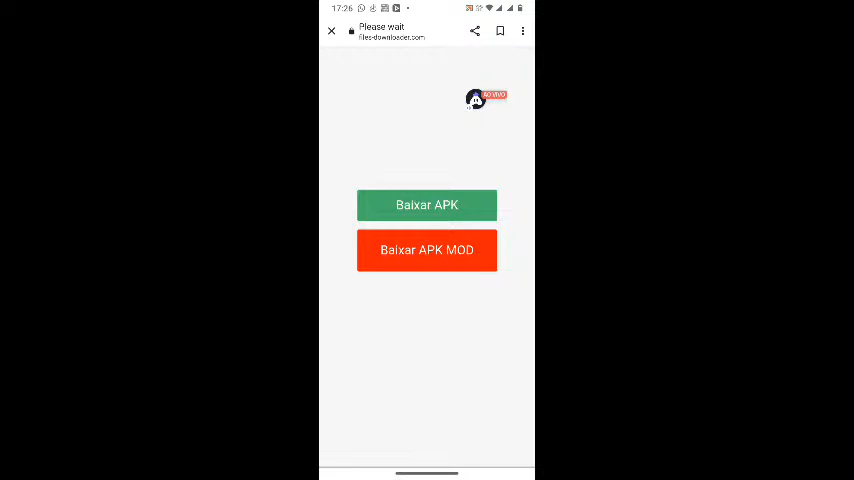 17:26
Please wait
files-downloader.com
AO VIVO
Baixar APK
Baixar APK MOD